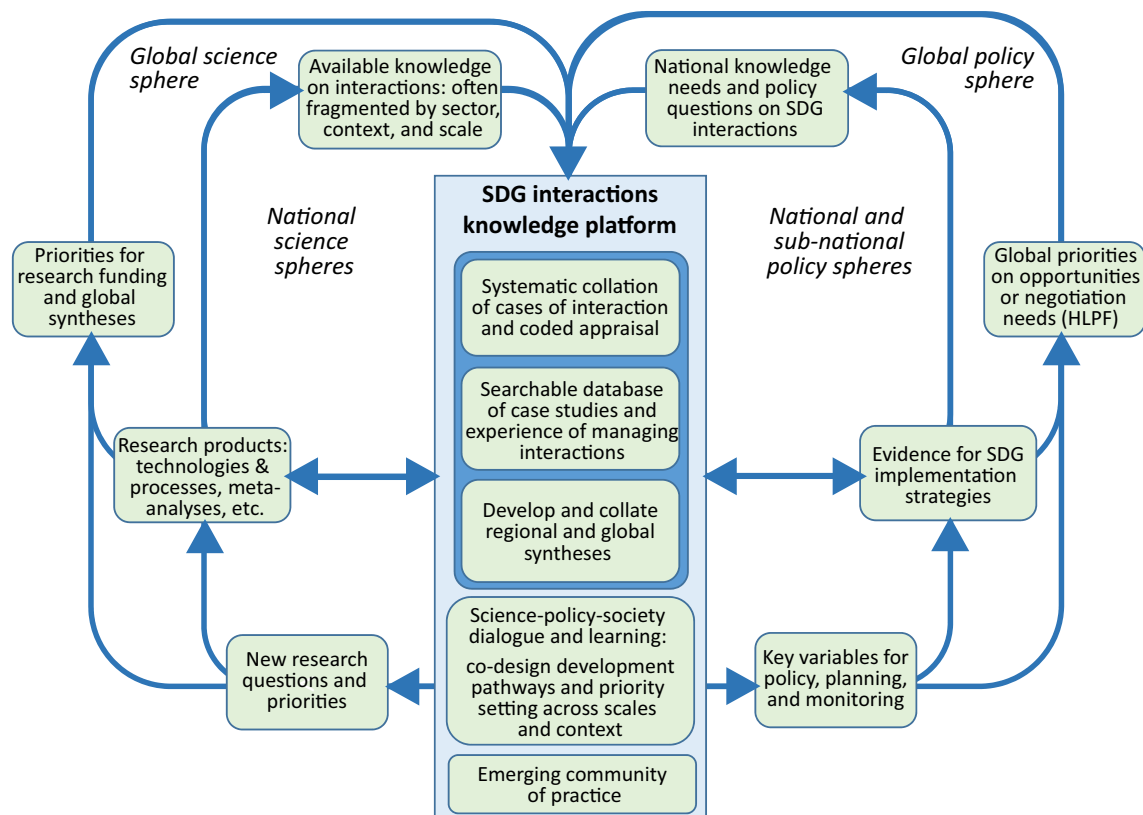 Global science
sphere
Available knowledge
on interactions: often
fragmented by sector,
context, and scale
National knowledge
needs and policy
questions on SDG
interactions
Global policy
sphere
SDG interactions
knowledge platform
National
science
spheres
National and
sub-national
policy spheres
Priorities for
research funding
and global
syntheses
Global priorities
on opportunities
or negotiation
needs (HLPF)
Systematic collation
of cases of interaction
and coded appraisal
Searchable database
of case studies and
experience of managing
interactions
Develop and collate
regional and global
syntheses
Research products:
technologies &
processes, meta-
analyses, etc.
Evidence for SDG
implementation
strategies
Science-policy-society
dialogue and learning:
co-design development
pathways and priority
setting across scales
and context
New research
questions and
priorities
Key variables for
policy, planning,
and monitoring
Emerging community
of practice